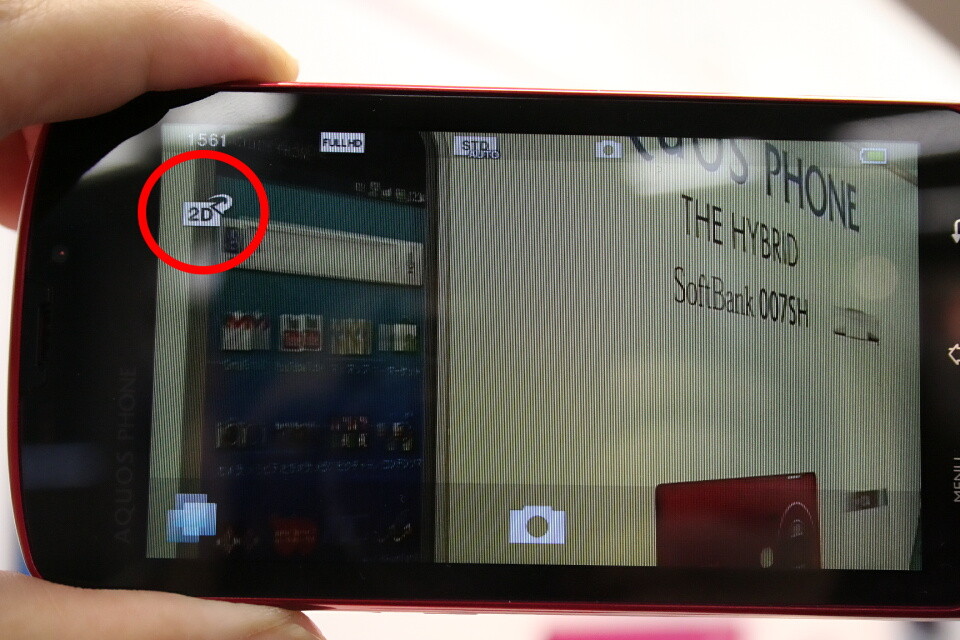 1561
FULL HD
STD
AUTO
2D
AQUOS PHONE
THE HYBRID
SoftBank 007SH
AQUOS PHONE
MENU